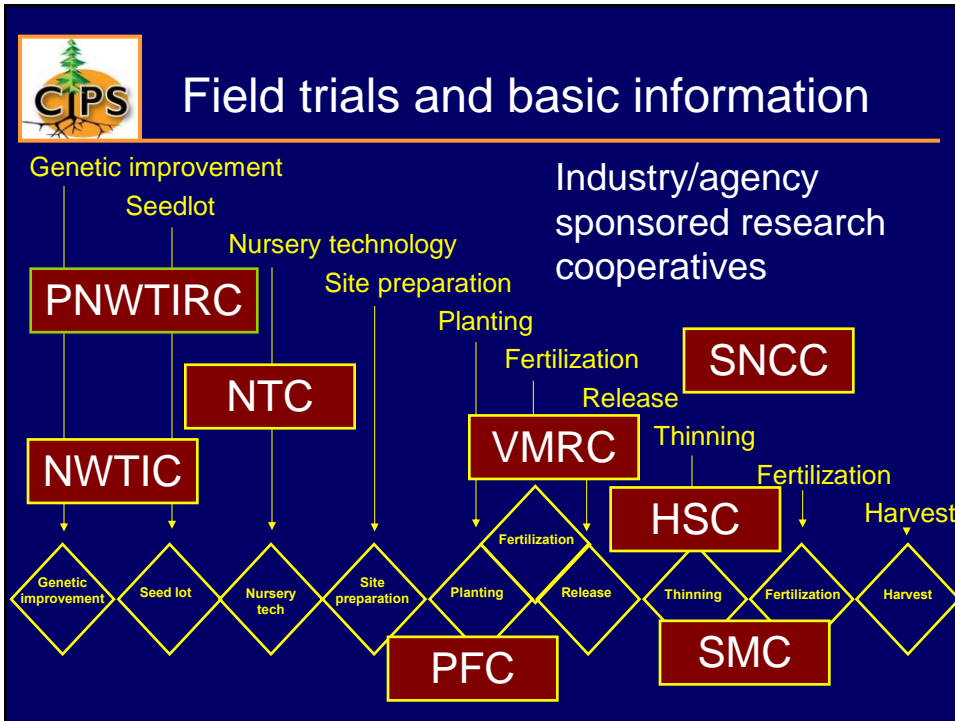 CIPS
Field trials and basic information
Genetic improvement
Seedlot
Nursery technology
Site preparation
Planting
Fertilization
Release
Thinning
Fertilization
Harvest
Industry/agency
sponsored research
cooperatives
PNWTIRC
SNCC
NTC
VMRC
NWTIC
HSC
Fertilization
Genetic
improvement
Seed lot
Nursery
tech
Site
preparation
Planting
Release
Thinning
Fertilization
Harvest
PFC
SMC